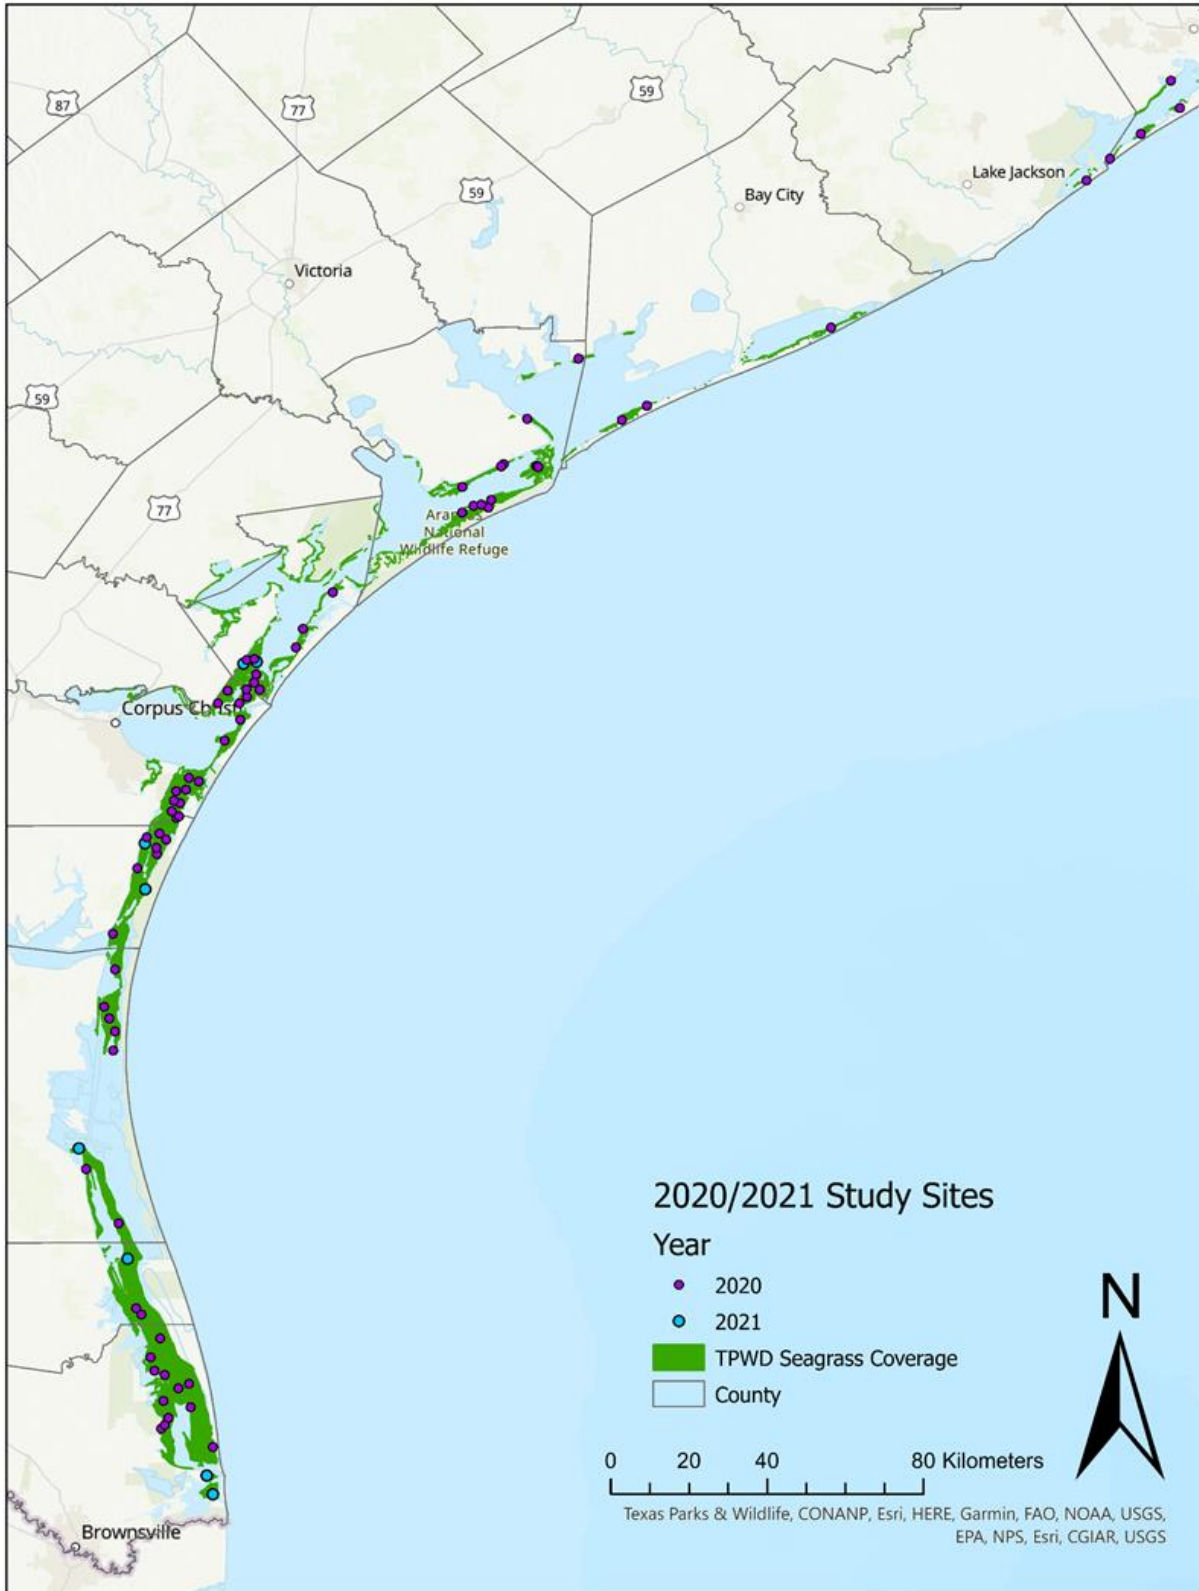 87
77
59
59
Lake Jackson
Bay City
Victoria
59
77
Aransas
National
Wildlife Refuge
Corpus Christi
2020/2021 Study Sites
Year
2020
2021
TPWD Seagrass Coverage
County
N
0 20 40 80 Kilometers
Texas Parks & Wildlife, CONANP, Esri, HERE, Garmin, FAO, NOAA, USGS,
EPA, NPS, Esri, CGIAR, USGS
Brownsville